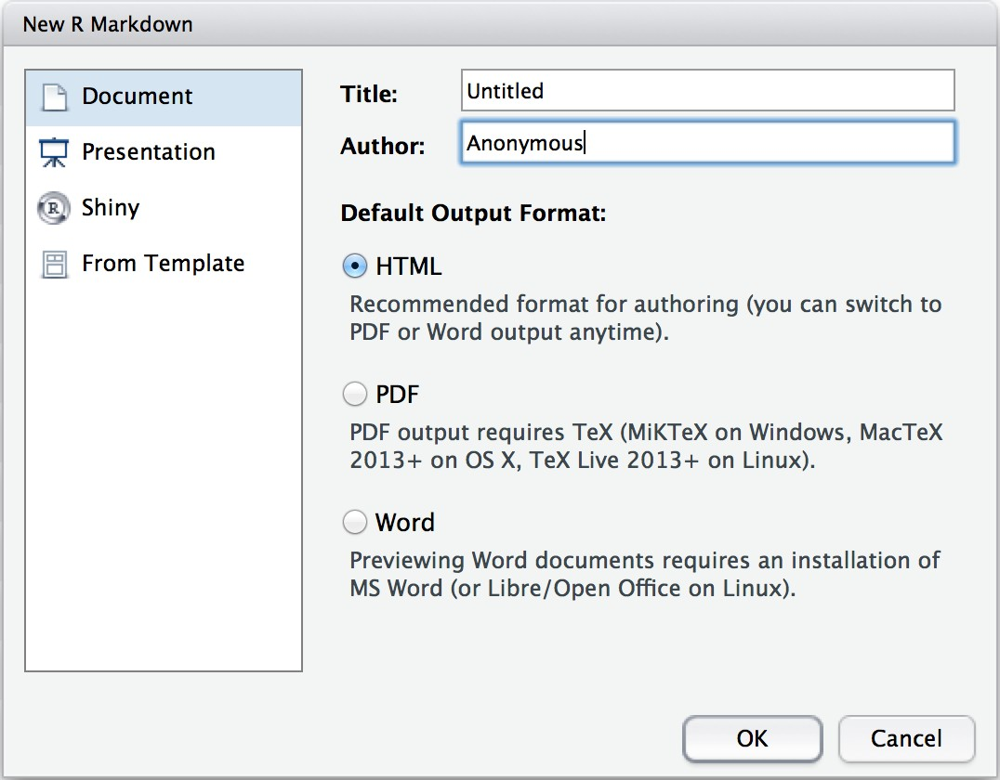 New R Markdown
Document
Presentation
Shiny
From Template
Title:
Untitled
Author:
Anonymous
Default Output Format:
HTML
Recommended format for authoring (you can switch to
PDF or Word output anytime).
PDF
PDF output requires TeX (MiKTeX on Windows, MacTeX
2013+ on OS X, TeX Live 2013+ on Linux).
Word
Previewing Word documents requires an installation of
MS Word (or Libre/Open Office on Linux).
OK
Cancel